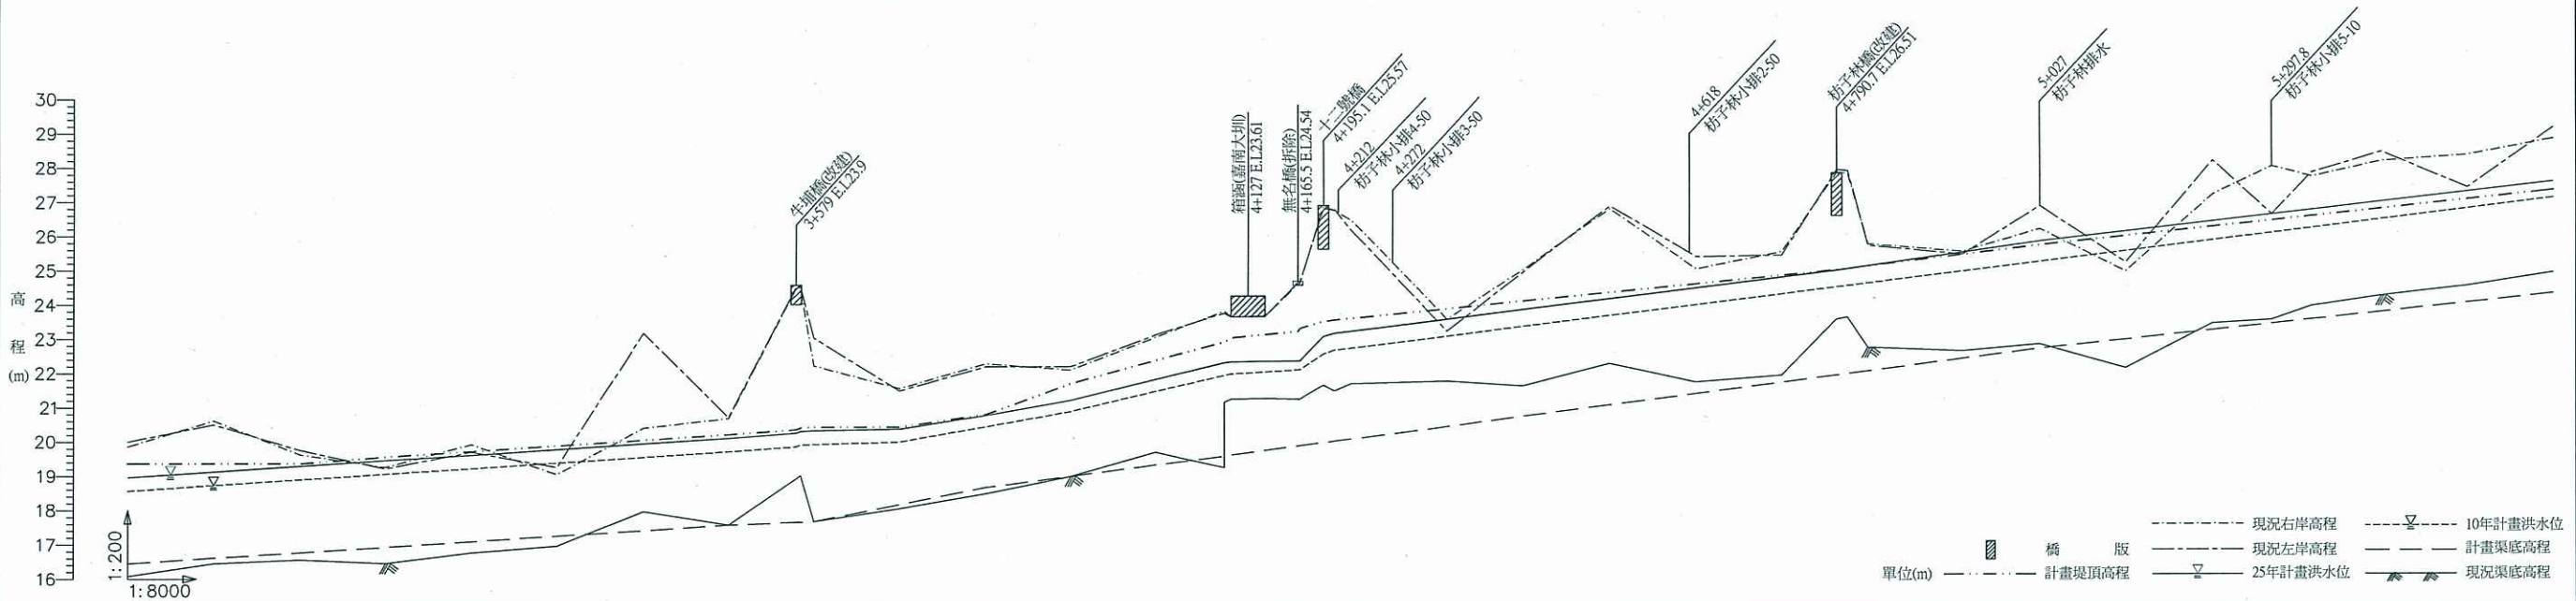 30
29
28
27
26
25
24
23
22
21
20
19
18
17
16
高
程
(m)
1:200
1:8000
牛埔橋(改建)
3+579 E.L23.9
箱涵(嘉南大圳)
4+127 E.L23.61
無名橋(拆除)
4+165.5 E.L24.54
十二號橋
4+195.1 E.L25.57
4+212
枋子林小排4-50
4+272
枋子林小排3-50
4+618
枋子林小排2-50
枋子林橋(改建)
4+790.7 E.L26.51
5+027
枋子林排水
5+297.8
枋子林小排5-10
現況右岸高程
10年計畫洪水位
橋 版
現況左岸高程
計畫渠底高程
單位(m)
計畫堤頂高程
25年計畫洪水位
現況渠底高程